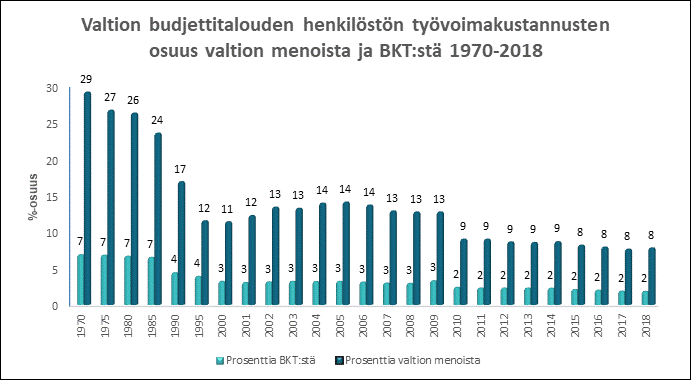 Valtion budjettitalouden henkilöstön työvoimakustannusten
osuus valtion menoista ja BKT:stä 1970-2018
%-osuus
30
25
20
15
10
5
0
29 27 26 24 17 12 11 12 13 13 14 14 14 13 13 13 9 9 9 9 9 8 8 8 8
7 7 7 7 4 4 3 3 3 3 3 3 3 3 3 3 2 2 2 2 2 2 2 2 2
1970 1975 1980 1985 1990 1995 2000 2001 2002 2003 2004 2005 2006 2007 2008 2009 2010 2011 2012 2013 2014 2015 2016 2017 2018
Prosenttia BKT:stä Prosenttia valtion menoista